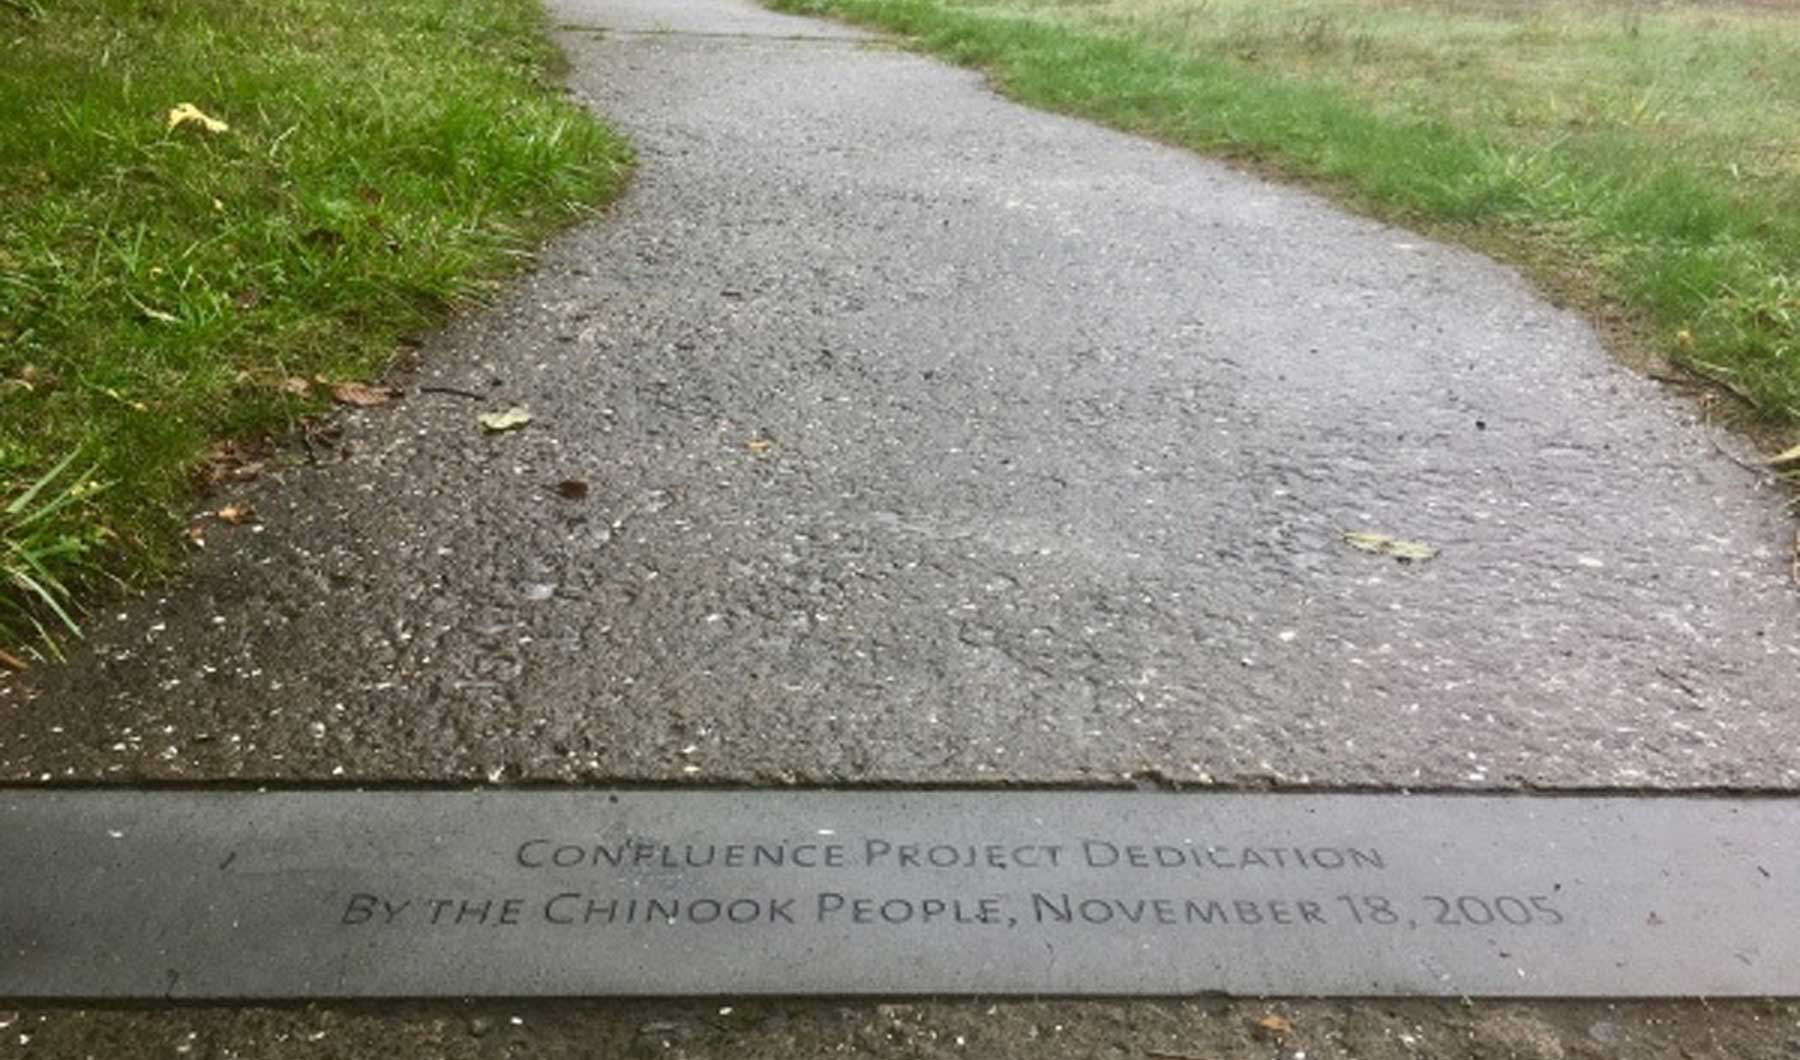 CONFLUENCE PROJECT DEDICATION
BY THE CHINOOK PEOPLE, NOVEMBER 18, 2005